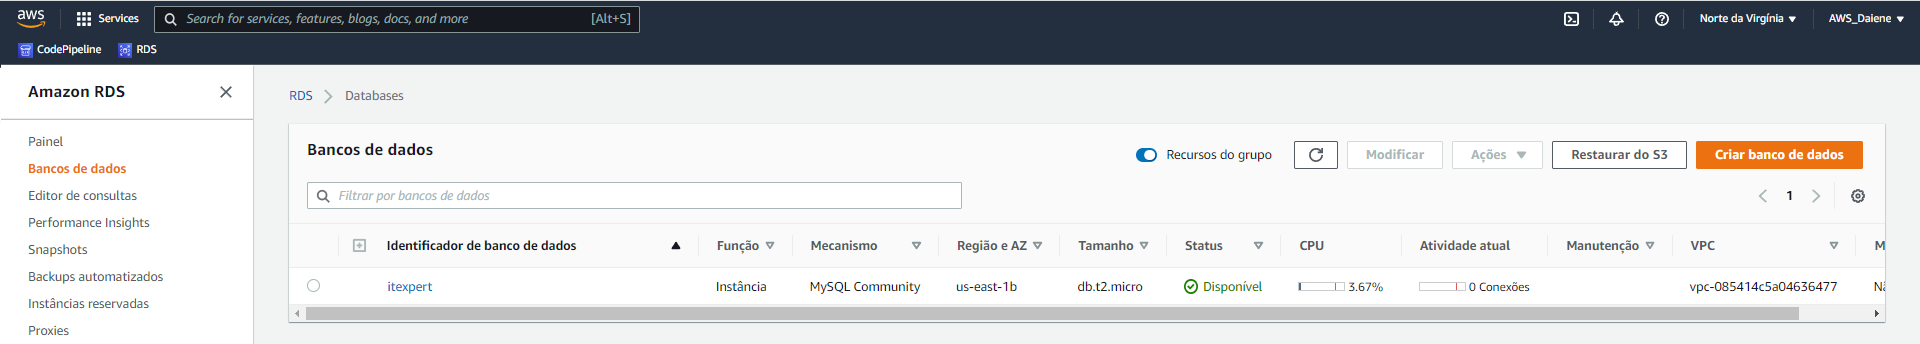 aws Services Search for services, features, blogs, docs, and more [Alt+S] Norte da Virgínia AWS_Daiene
CodePipeline RDS
Amazon RDS
Painel
Bancos de dados
Editor de consultas
Performance Insights
Snapshots
Backups automatizados
Instâncias reservadas
Proxies
RDS Databases
Bancos de dados Recursos do grupo Modificar Ações Restaurar do S3 Criar banco de dados
Filtrar por bancos de dados 1
Identificador de banco de dados Função Mecanismo Região e AZ Tamanho Status CPU Atividade atual Manutenção VPC M
itexpert Instância MySQL Community us-east-1b db.t2.micro Disponível 3.67% 0 Conexões vpc-085414c5a04636477